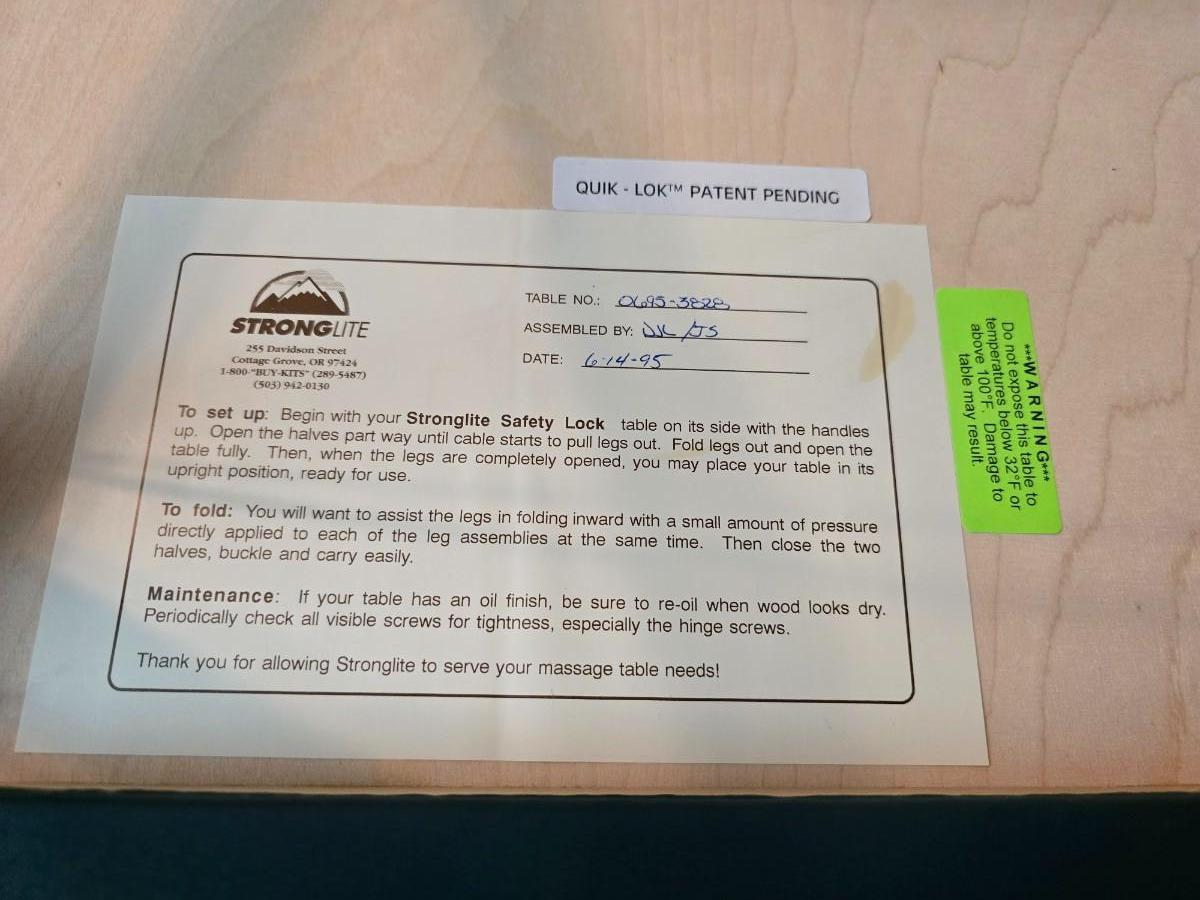 QUIK - LOK™ PATENT PENDING
STRONGLITE
255 Davidson Street
Cottage Grove, OR 97424
1-800-"BUY-KITS" (289-5487)
(503) 942-0130
TABLE NO.: 0695-3828
ASSEMBLED BY:
DATE: 6-14-95
To set up: Begin with your Stronglite Safety Lock table on its side with the handles
up. Open the halves part way until cable starts to pull legs out. Fold legs out and open the
table fully. Then, when the legs are completely opened, you may place your table in its
upright position, ready for use.
To fold: You will want to assist the legs in folding inward with a small amount of pressure
directly applied to each of the leg assemblies at the same time. Then close the two
halves, buckle and carry easily.
Maintenance: If your table has an oil finish, be sure to re-oil when wood looks dry.
Periodically check all visible screws for tightness, especially the hinge screws.
Thank you for allowing Stronglite to serve your massage table needs!
***WARNING***
Do not expose this table to
temperatures below 32°F or
above 100°F. Damage to
table may result.